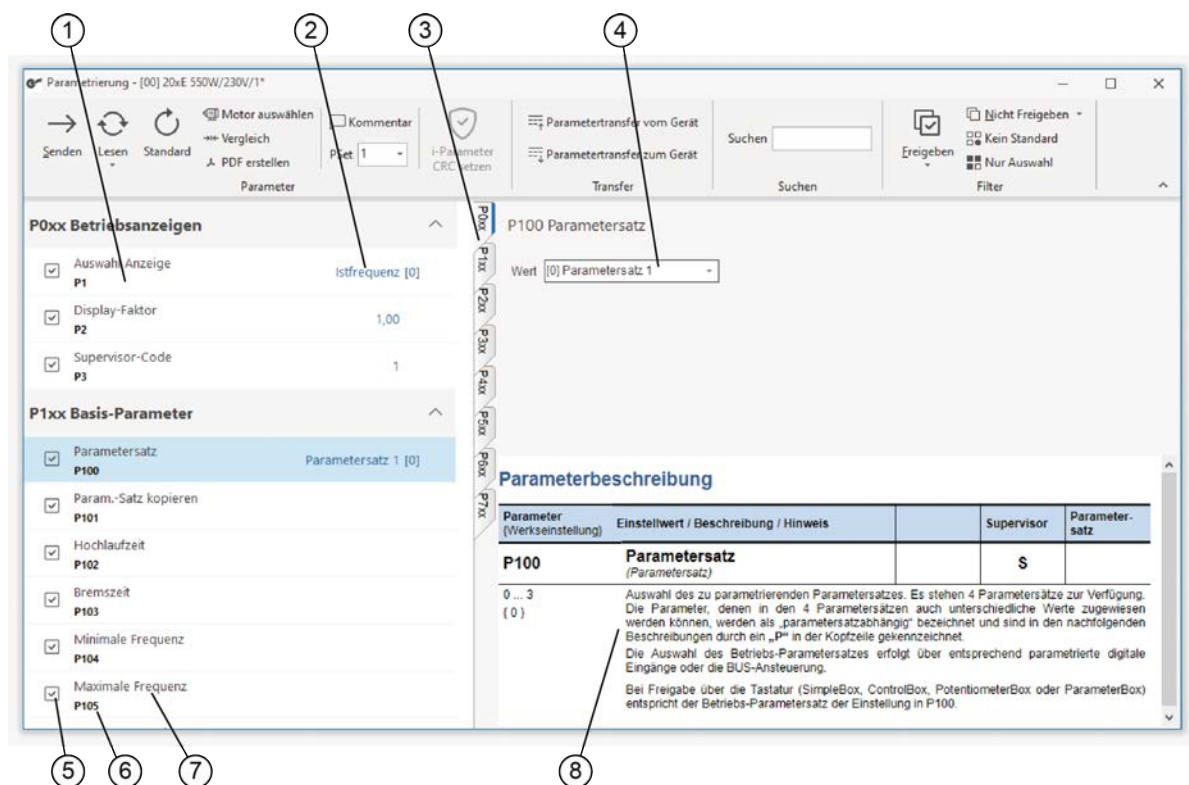 1 2 3 4
Parametrierung - [00] 20xE 550W/230V/1*
Senden
Lesen
Standard
Motor auswählen
Vergleich
PDF erstellen
Kommentar
PSet 1
Parameter
i-Parameter
CRC setzen
Parametertransfer vom Gerät
Parametertransfer zum Gerät
Transfer
Suchen
Suchen
Freigeben
Nicht Freigeben
Kein Standard
Nur Auswahl
Filter
P0xx Betriebsanzeigen
Auswahl Anzeige
P1
Istfrequenz [0]
Display-Faktor
P2
1,00
Supervisor-Code
P3
1
P1xx Basis-Parameter
Parametersatz
P100
Parametersatz 1 [0]
Param.-Satz kopieren
P101
Hochlaufzeit
P102
Bremszeit
P103
Minimale Frequenz
P104
Maximale Frequenz
P105
P0xx
P1xx
P2xx
P3xx
P4xx
P5xx
P6xx
P7xx
P100 Parametersatz
Wert [0] Parametersatz 1
Parameterbeschreibung
Parameter
{Werkseinstellung}
Einstellwert / Beschreibung / Hinweis
Supervisor
Parameter-
satz
P100
Parametersatz
(Parametersatz)
S
0 ... 3
{ 0 }
Auswahl des zu parametrierenden Parametersatzes. Es stehen 4 Parametersätze zur Verfügung.
Die Parameter, denen in den 4 Parametersätzen auch unterschiedliche Werte zugewiesen
werden können, werden als „parametersatzabhängig“ bezeichnet und sind in den nachfolgenden
Beschreibungen durch ein „P“ in der Kopfzeile gekennzeichnet.
Die Auswahl des Betriebs-Parametersatzes erfolgt über entsprechend parametrierte digitale
Eingänge oder die BUS-Ansteuerung.
Bei Freigabe über die Tastatur (SimpleBox, ControlBox, PotentiometerBox oder ParameterBox)
entspricht der Betriebs-Parametersatz der Einstellung in P100.
5 6 7 8